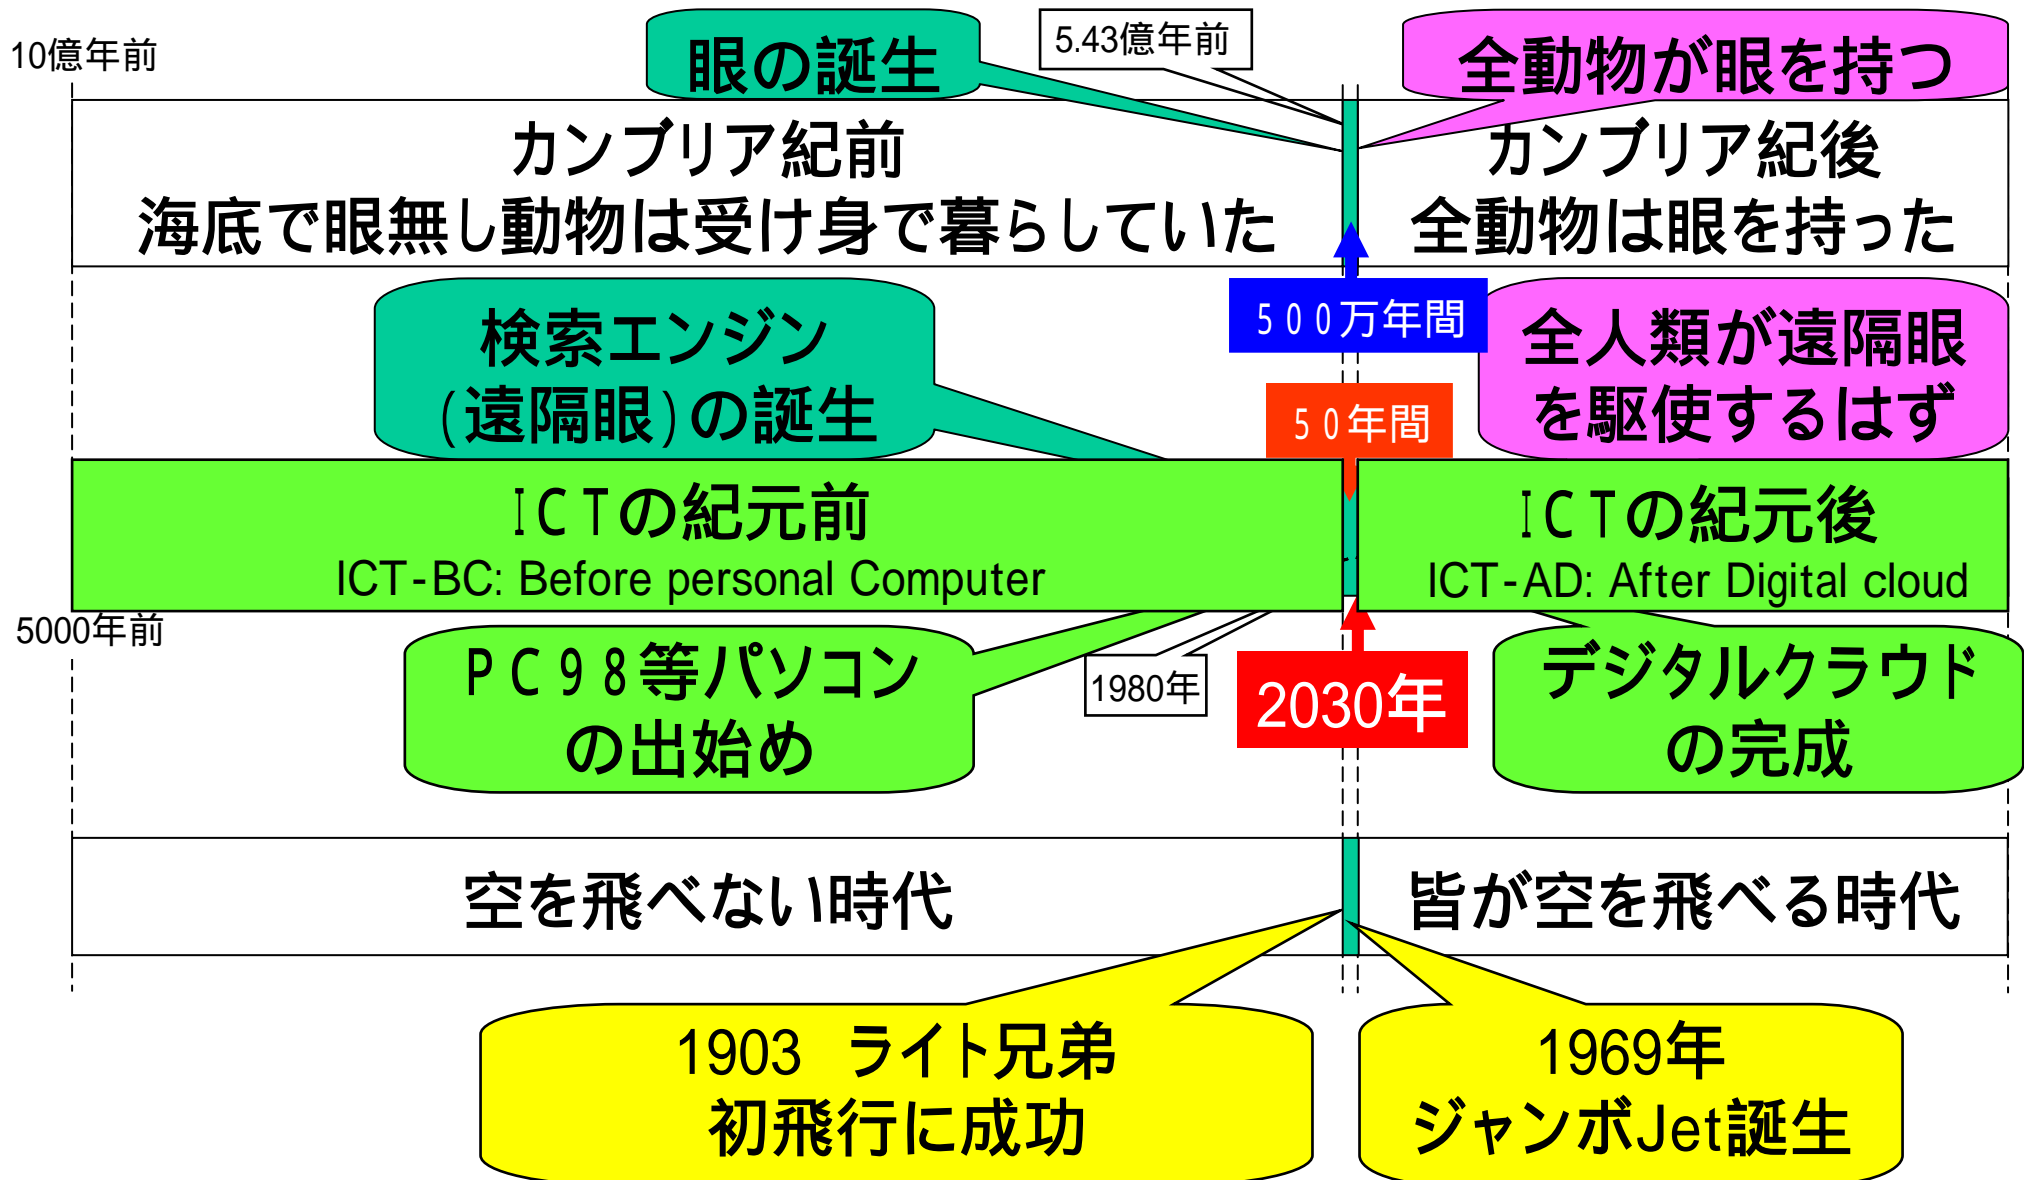 眼の誕生
5.43億年前
全動物が眼を持つ
10億年前
カンブリア紀前
海底で眼無し動物は受け身で暮らしていた
カンブリア紀後
全動物は眼を持った
500万年間
検索エンジン
(遠隔眼)の誕生
全人類が遠隔眼
を駆使するはず
50年間
ICTの紀元前
ICT-BC: Before personal Computer
ICTの紀元後
ICT-AD: After Digital cloud
5000年前
PC98等パソコン
の出始め
1980年
2030年
デジタルクラウド
の完成
空を飛べない時代
皆が空を飛べる時代
1903 ライト兄弟
初飛行に成功
1969年
ジャンボJet誕生